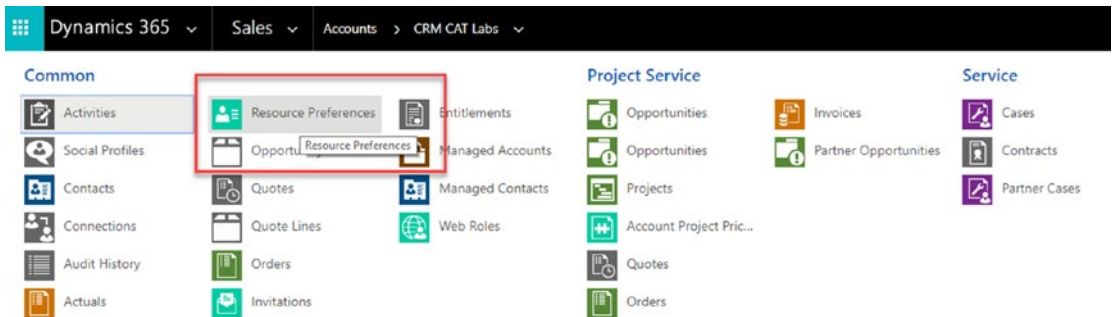 Dynamics 365 Sales Accounts > CRM CAT Labs
Common Project Service Service
Activities Resource Preferences Entitlements Opportunities Invoices Cases
Resource Preferences
Social Profiles Opportu Managed Accounts Opportunities Partner Opportunities Contracts
Contacts Quotes Managed Contacts Projects Partner Cases
Connections Quote Lines Web Roles Account Project Pric...
Audit History Orders Quotes
Actuals Invitations Orders